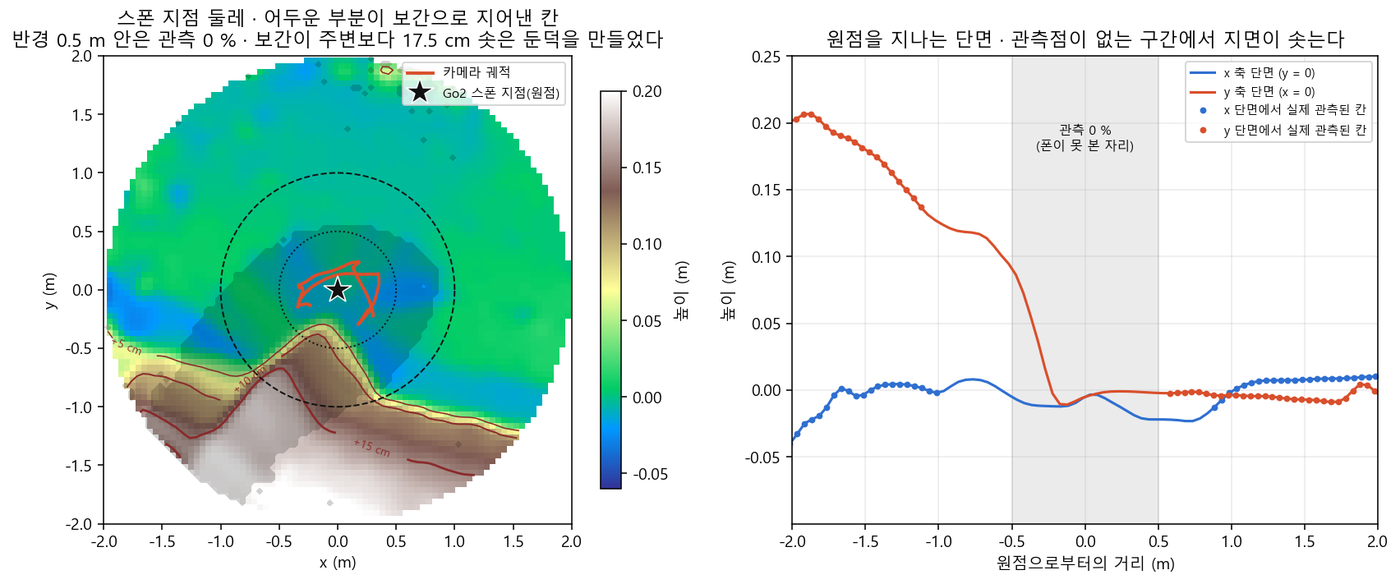 스폰 지점 둘레 · 어두운 부분이 보간으로 지어낸 칸
반경 0.5 m 안은 관측 0 % · 보간이 주변보다 17.5 cm 솟은 둔덕을 만들었다
카메라 궤적
Go2 스폰 지점(원점)
2.0
1.5
1.0
0.5
0.0
-0.5
-1.0
-1.5
-2.0
y (m)
+5 cm
+10 cm
+15 cm
-2.0 -1.5 -1.0 -0.5 0.0 0.5 1.0 1.5 2.0
x (m)
0.20
0.15
0.10
0.05
0.00
-0.05
높이 (m)
원점을 지나는 단면 · 관측점이 없는 구간에서 지면이 솟는다
x 축 단면 (y = 0)
y 축 단면 (x = 0)
x 단면에서 실제 관측된 칸
y 단면에서 실제 관측된 칸
관측 0 %
(폰이 못 본 자리)
0.25
0.20
0.15
0.10
0.05
0.00
-0.05
높이 (m)
-2.0 -1.5 -1.0 -0.5 0.0 0.5 1.0 1.5 2.0
원점으로부터의 거리 (m)